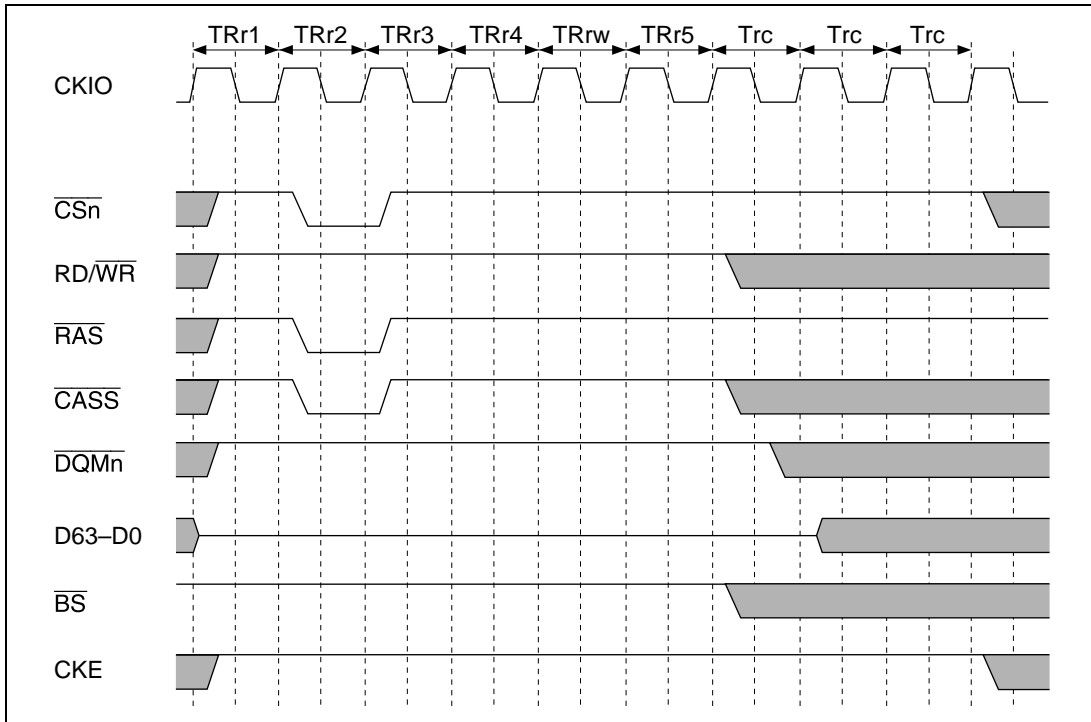 TRr1 TRr2 TRr3 TRr4 TRrw TRr5 Trc Trc Trc
CKIO
CSn
RD/WR
RAS
CASS
DQMn
D63–D0
BS
CKE